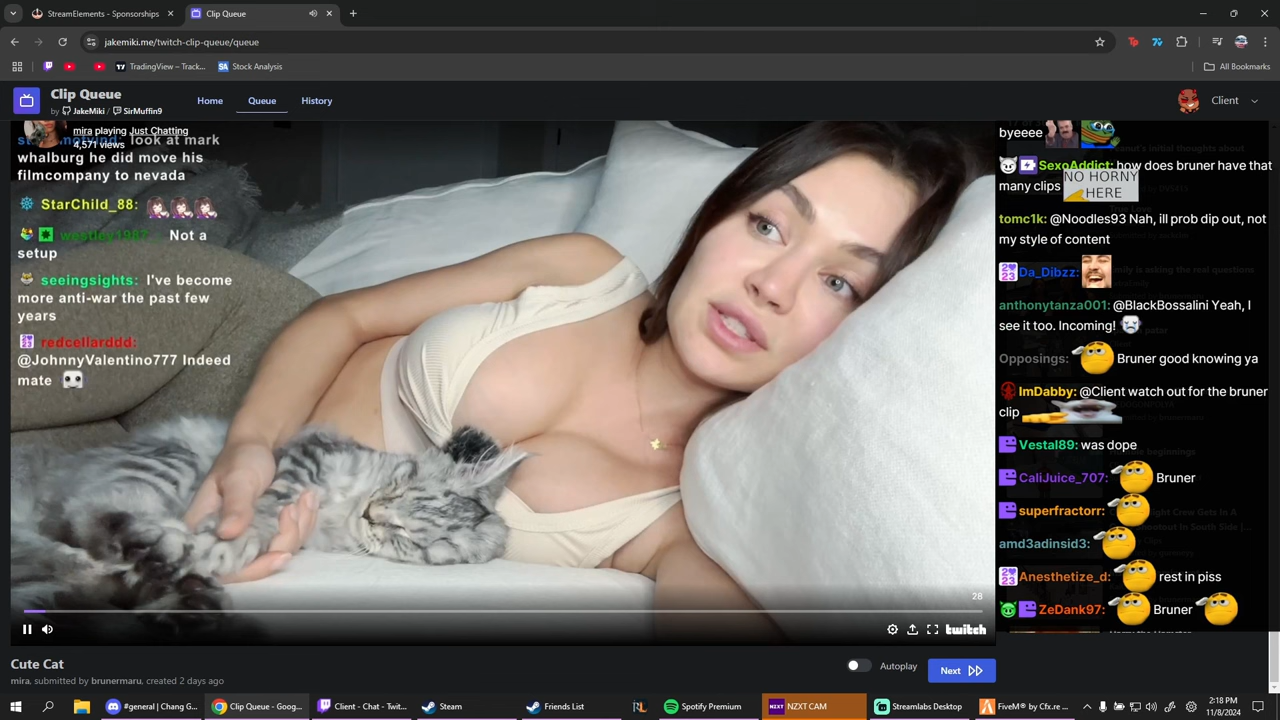 StreamElements - Sponsorships
Clip Queue
jakemiki.me/twitch-clip-queue/queue
TradingView – Track...
SA Stock Analysis
All Bookmarks
Clip Queue
by JakeMiki / SirMuffin9
Home Queue History
Client
mira playing Just Chatting
4,571 views
look at mark
whalburg he did move his
filmcompany to nevada
StarChild_88:
westley1987_: Not a
setup
seeingsights: I've become
more anti-war the past few
years
redcellarddd:
@JohnnyValentino777 Indeed
mate
byeeee
SexoAddict: how does bruner have that
many clips NO HORNY
HERE
tomc1k: @Noodles93 Nah, ill prob dip out, not
my style of content
Da_Dibzz:
anthonytanza001: @BlackBossalini Yeah, I
see it too. Incoming!
Opposings: Bruner good knowing ya
ImDabby: @Client watch out for the bruner
clip
Vestal89: was dope
CaliJuice_707: Bruner
superfractorr:
amd3adinsid3:
Anesthetize_d: rest in piss
ZeDank97: Bruner
28
twitch
Cute Cat
mira, submitted by brunermaru, created 2 days ago
Autoplay
Next
#general | Chang G...
Clip Queue - Goog...
Client - Chat - Twit...
Steam
Friends List
RL
Spotify Premium
NZXT NZXT CAM
Streamlabs Desktop
FiveM® by Cfx.re ...
2:18 PM
11/8/2024